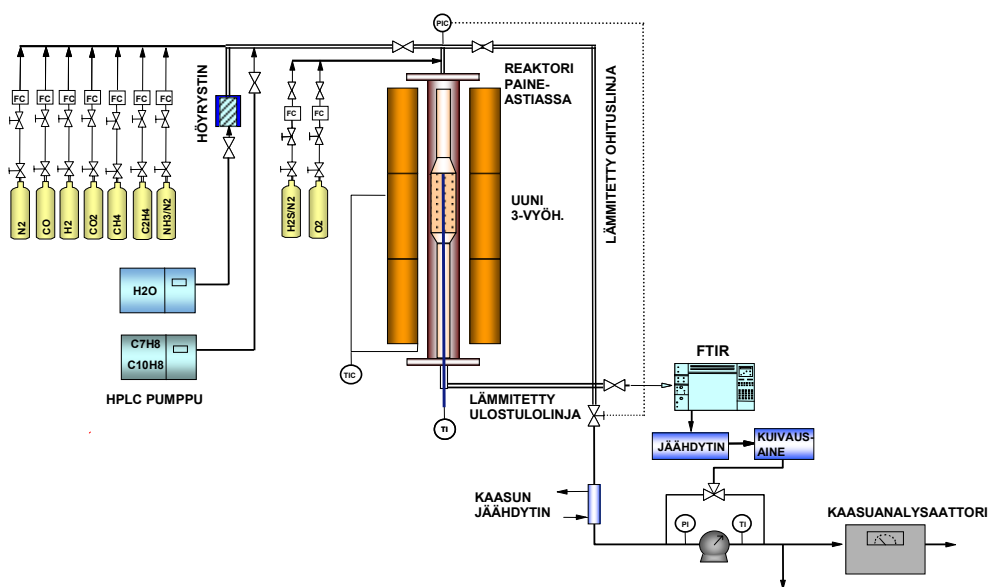 PIC
REAKTORI
PAINE-
ASTIASSA
FC
FC
FC
FC
FC
FC
FC
HÖYRYSTIN
FC
FC
LÄMMITETTY OHITUSLINJA
UUNI
3-VYÖH.
N2
CO
H2
CO2
CH4
C2H4
NH3/N2
H2S/N2
O2
H2O
C7H8
C10H8
HPLC PUMPPU
TIC
FTIR
LÄMMITETTY
ULOSTULOLINJA
TI
JÄÄHDYTIN
KUIVAUS-
AINE
KAASUN
JÄÄHDYTIN
PI
TI
KAASUANALYSAATTORI